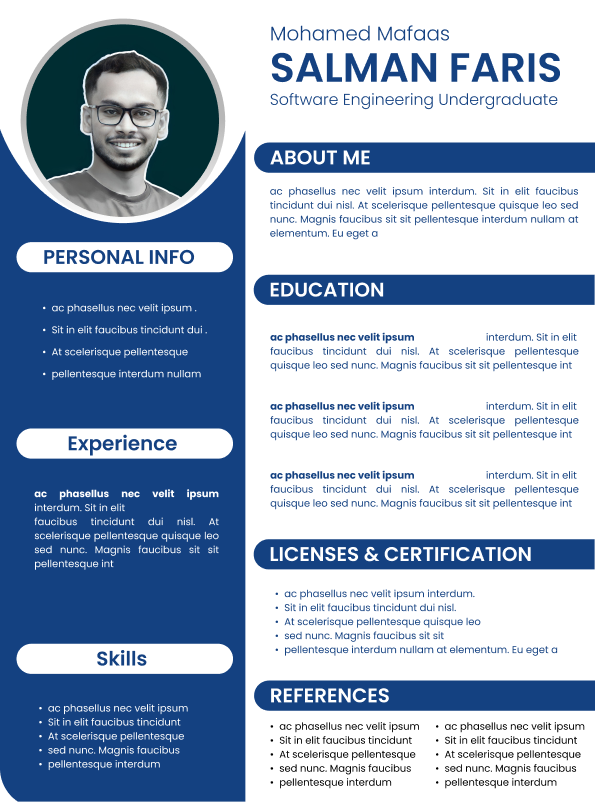 Mohamed Mafaas
SALMAN FARIS
Software Engineering Undergraduate
PERSONAL INFO
• ac phasellus nec velit ipsum .
• Sit in elit faucibus tincidunt dui .
• At scelerisque pellentesque
• pellentesque interdum nullam
Experience
ac phasellus nec velit ipsum
interdum. Sit in elit
faucibus tincidunt dui nisl. At
scelerisque pellentesque quisque leo
sed nunc. Magnis faucibus sit sit
pellentesque int
Skills
• ac phasellus nec velit ipsum
• Sit in elit faucibus tincidunt
• At scelerisque pellentesque
• sed nunc. Magnis faucibus
• pellentesque interdum
ABOUT ME
ac phasellus nec velit ipsum interdum. Sit in elit faucibus
tincidunt dui nisl. At scelerisque pellentesque quisque leo sed
nunc. Magnis faucibus sit sit pellentesque interdum nullam at
elementum. Eu eget a
EDUCATION
ac phasellus nec velit ipsum interdum. Sit in elit
faucibus tincidunt dui nisl. At scelerisque pellentesque
quisque leo sed nunc. Magnis faucibus sit sit pellentesque int
ac phasellus nec velit ipsum interdum. Sit in elit
faucibus tincidunt dui nisl. At scelerisque pellentesque
quisque leo sed nunc. Magnis faucibus sit sit pellentesque int
ac phasellus nec velit ipsum interdum. Sit in elit
faucibus tincidunt dui nisl. At scelerisque pellentesque
quisque leo sed nunc. Magnis faucibus sit sit pellentesque int
LICENSES & CERTIFICATION
• ac phasellus nec velit ipsum interdum.
• Sit in elit faucibus tincidunt dui nisl.
• At scelerisque pellentesque quisque leo
• sed nunc. Magnis faucibus sit sit
• pellentesque interdum nullam at elementum. Eu eget a
REFERENCES
• ac phasellus nec velit ipsum
• Sit in elit faucibus tincidunt
• At scelerisque pellentesque
• sed nunc. Magnis faucibus
• pellentesque interdum
• ac phasellus nec velit ipsum
• Sit in elit faucibus tincidunt
• At scelerisque pellentesque
• sed nunc. Magnis faucibus
• pellentesque interdum